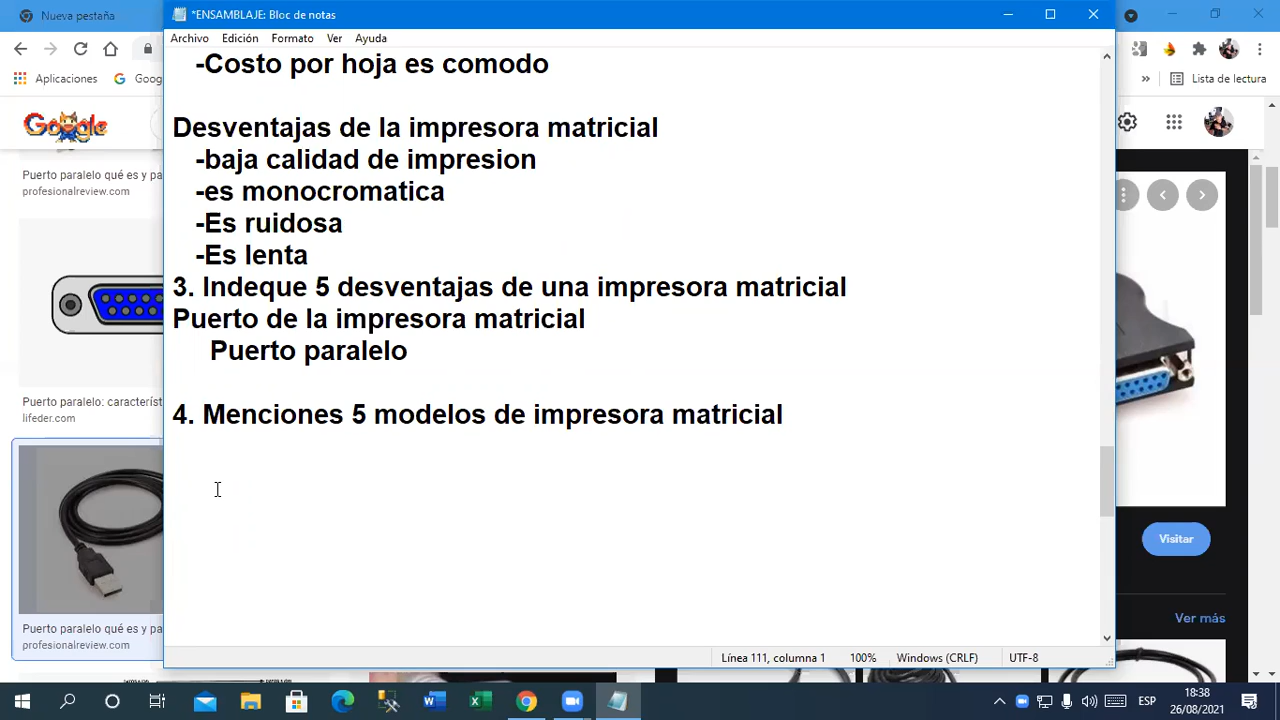 Nueva pestaña
*ENSAMBLAJE: Bloc de notas
Archivo Edición Formato Ver Ayuda
Aplicaciones
Goog
Lista de lectura
Google
-Costo por hoja es comodo
Desventajas de la impresora matricial
-baja calidad de impresion
-es monocromatica
-Es ruidosa
-Es lenta
3. Indeque 5 desventajas de una impresora matricial
Puerto de la impresora matricial
Puerto paralelo
4. Menciones 5 modelos de impresora matricial
Puerto paralelo qué es y pa
profesionalreview.com
Puerto paralelo: característ
lifeder.com
Puerto paralelo qué es y pa
profesionalreview.com
Visitar
Ver más
Línea 111, columna 1 100% Windows (CRLF) UTF-8
ESP
18:38
26/08/2021